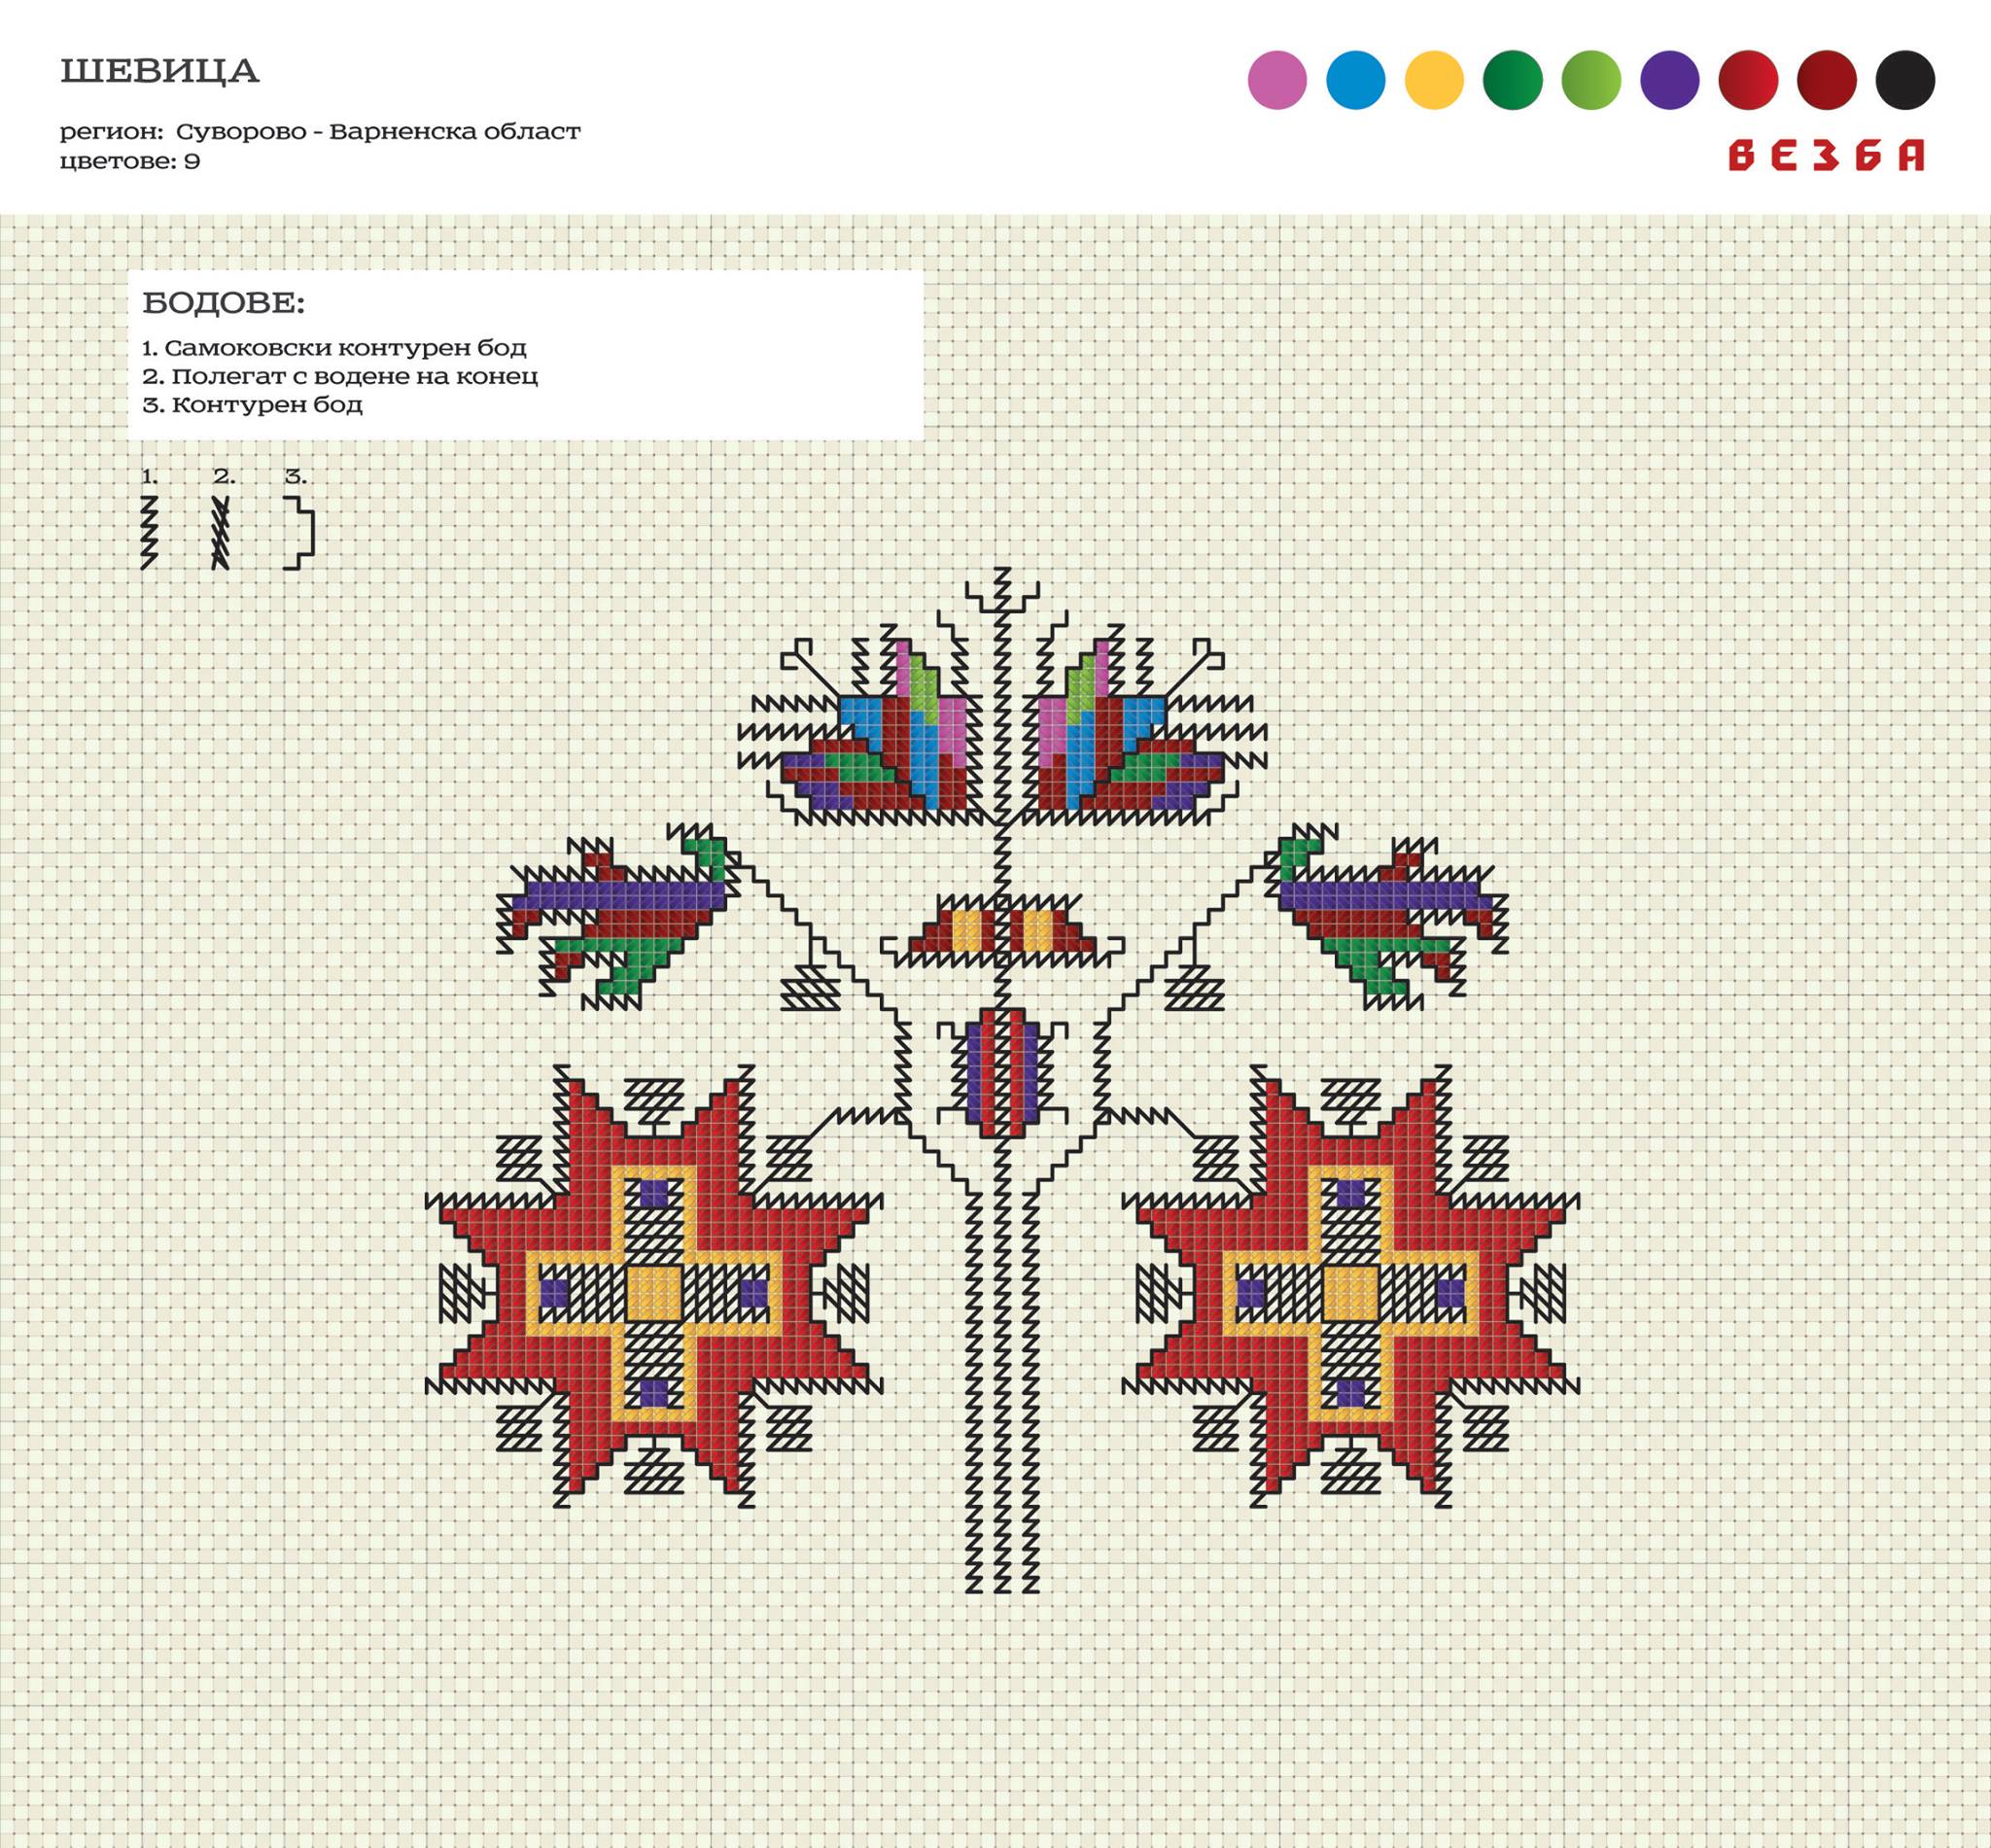 ШЕВИЦА
регион: Суворово - Варненска област
цветове: 9
ВЕЗБА
БОДОВЕ:
1. Самоковски контурен бод
2. Полегат с водене на конец
3. Контурен бод
1. 2. 3.